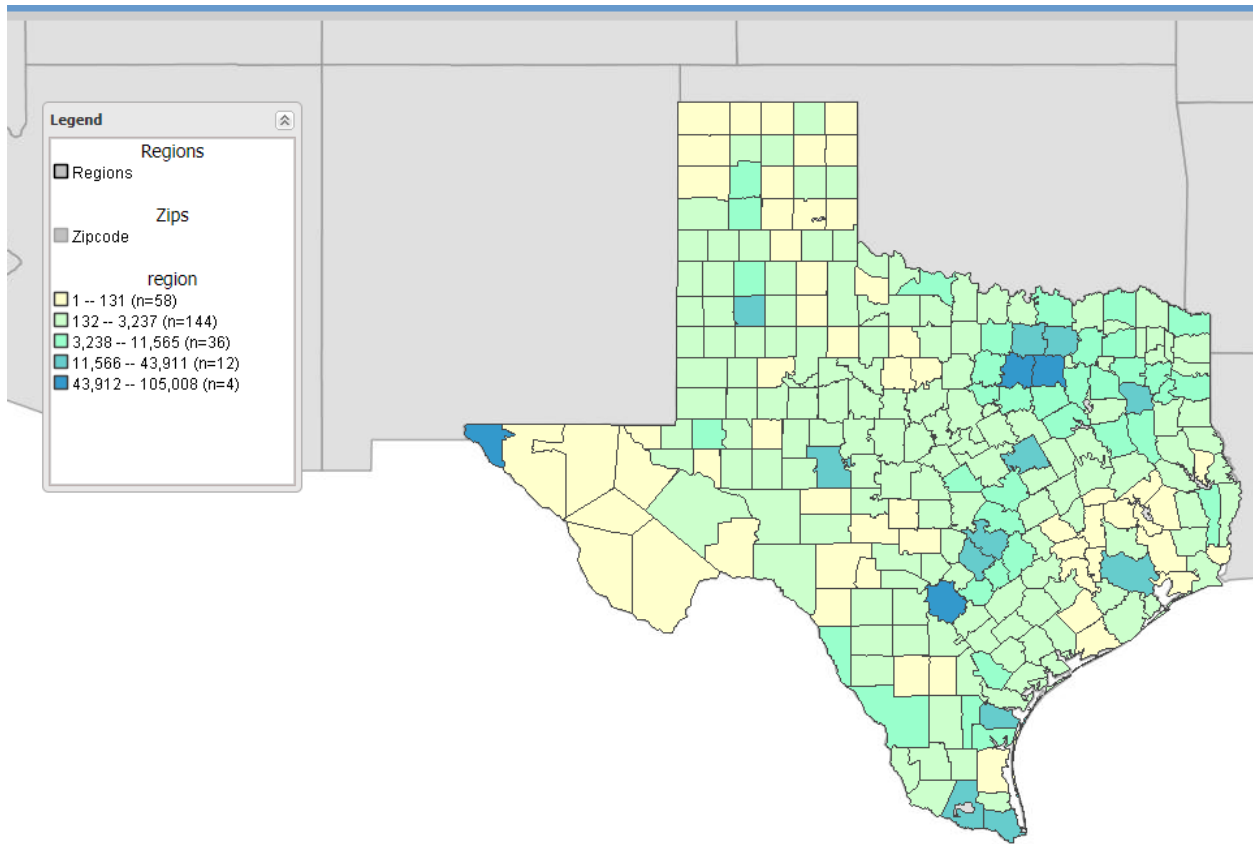 Legend
Regions
Regions
Zips
Zipcode
region
1 -- 131 (n=58)
132 -- 3,237 (n=144)
3,238 -- 11,565 (n=36)
11,566 -- 43,911 (n=12)
43,912 -- 105,008 (n=4)